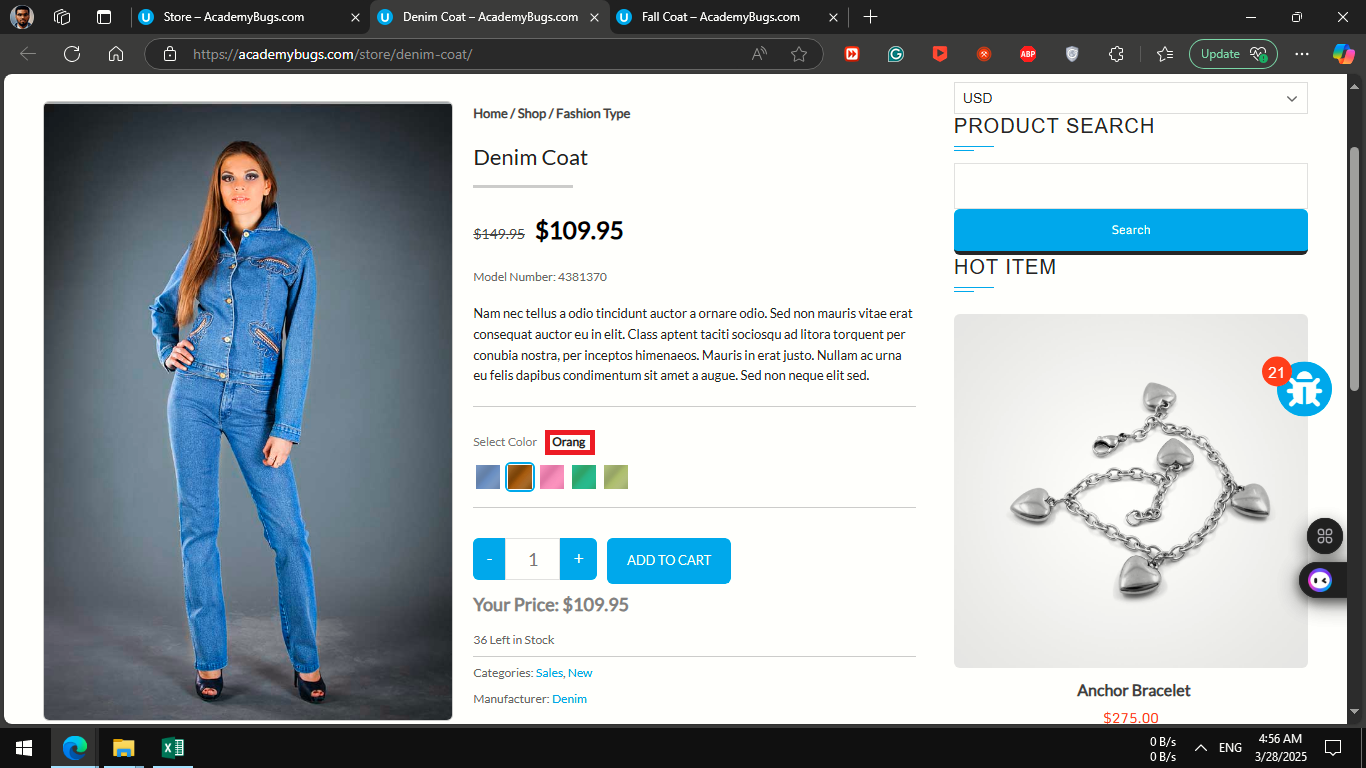 Store – AcademyBugs.com
Denim Coat – AcademyBugs.com
Fall Coat – AcademyBugs.com
https://academybugs.com/store/denim-coat/
ABP
Update
Home / Shop / Fashion Type
Denim Coat
$149.95 $109.95
Model Number: 4381370
Nam nec tellus a odio tincidunt auctor a ornare odio. Sed non mauris vitae erat
consequat auctor eu in elit. Class aptent taciti sociosqu ad litora torquent per
conubia nostra, per inceptos himenaeos. Mauris in erat justo. Nullam ac urna
eu felis dapibus condimentum sit amet a augue. Sed non neque elit sed.
Select Color Orang
- 1 + ADD TO CART
Your Price: $109.95
36 Left in Stock
Categories: Sales, New
Manufacturer: Denim
USD
PRODUCT SEARCH
Search
HOT ITEM
21
Anchor Bracelet
$275.00
0 B/s
0 B/s
ENG
4:56 AM
3/28/2025